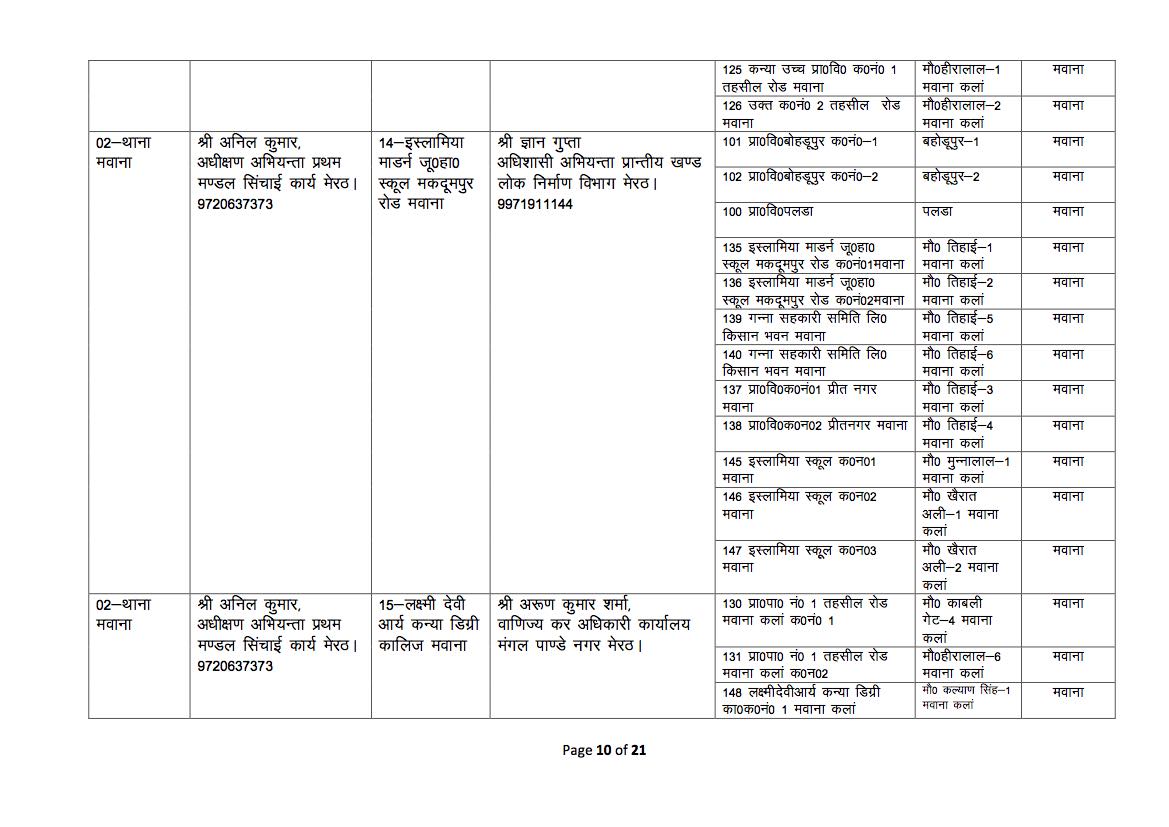 125 कन्या उच्च प्रा0वि0 क0नं0 1
तहसील रोड मवाना
मौ0हीरालाल–1
मवाना कलां
मवाना
126 उक्त क0नं0 2 तहसील रोड
मवाना
मौ0हीरालाल–2
मवाना कलां
मवाना
02–थाना
मवाना
श्री अनिल कुमार,
अधीक्षण अभियन्ता प्रथम
मण्डल सिंचाई कार्य मेरठ।
9720637373
14–इस्लामिया
माडर्न जू0हा0
स्कूल मकदूमपुर
रोड मवाना
श्री ज्ञान गुप्ता
अधिशासी अभियन्ता प्रान्तीय खण्ड
लोक निर्माण विभाग मेरठ।
9971911144
101 प्रा0वि0बोहडूपुर क0नं0–1
बहोडूपुर–1
मवाना
102 प्रा0वि0बोहडूपुर क0नं0–2
बहोडूपुर–2
मवाना
100 प्रा0वि0पलडा
पलडा
मवाना
135 इस्लामिया माडर्न जू0हा0
स्कूल मकदूमपुर रोड क0नं01मवाना
मौ0 तिहाई–1
मवाना कलां
मवाना
136 इस्लामिया माडर्न जू0हा0
स्कूल मकदूमपुर रोड क0नं02मवाना
मौ0 तिहाई–2
मवाना कलां
मवाना
139 गन्ना सहकारी समिति लि0
किसान भवन मवाना
मौ0 तिहाई–5
मवाना कलां
मवाना
140 गन्ना सहकारी समिति लि0
किसान भवन मवाना
मौ0 तिहाई–6
मवाना कलां
मवाना
137 प्रा0वि0क0नं01 प्रीत नगर
मवाना
मौ0 तिहाई–3
मवाना कलां
मवाना
138 प्रा0वि0क0न02 प्रीतनगर मवाना
मौ0 तिहाई–4
मवाना कलां
मवाना
145 इस्लामिया स्कूल क0न01
मवाना
मौ0 मुन्नालाल–1
मवाना कलां
मवाना
146 इस्लामिया स्कूल क0न02
मवाना
मौ0 खैरात
अली–1 मवाना
कलां
मवाना
147 इस्लामिया स्कूल क0न03
मवाना
मौ0 खैरात
अली–2 मवाना
कलां
मवाना
02–थाना
मवाना
श्री अनिल कुमार,
अधीक्षण अभियन्ता प्रथम
मण्डल सिंचाई कार्य मेरठ।
9720637373
15–लक्ष्मी देवी
आर्य कन्या डिग्री
कालिज मवाना
श्री अरूण कुमार शर्मा,
वाणिज्य कर अधिकारी कार्यालय
मंगल पाण्डे नगर मेरठ।
130 प्रा0पा0 नं0 1 तहसील रोड
मवाना कलां क0नं0 1
मौ0 काबली
गेट–4 मवाना
कलां
मवाना
131 प्रा0पा0 नं0 1 तहसील रोड
मवाना कलां क0न02
मौ0हीरालाल–6
मवाना कलां
मवाना
148 लक्ष्मीदेवीआर्य कन्या डिग्री
का0क0नं0 1 मवाना कलां
मौ0 कल्याण सिंह–1
मवाना कलां
मवाना
Page 10 of 21